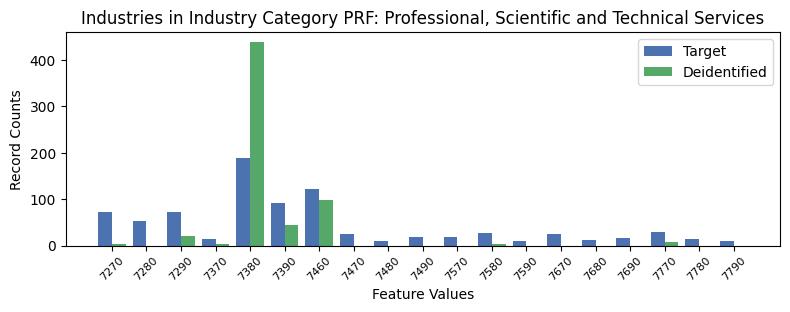 Industries in Industry Category PRF: Professional, Scientific and Technical Services
Target
Deidentified
Record Counts
400
300
200
100
0
7270 7280 7290 7370 7380 7390 7460 7470 7480 7490 7570 7580 7590 7670 7680 7690 7770 7780 7790
Feature Values